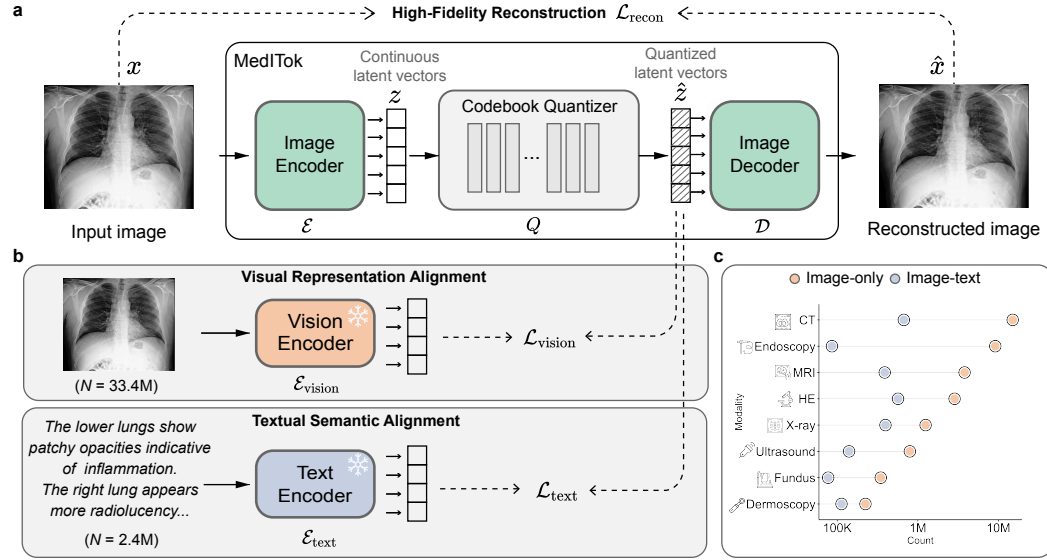 a
High-Fidelity Reconstruction ℒrecon
x
MedITok
Continuous
latent vectors
z
Codebook Quantizer
...
Quantized
latent vectors
ẑ
x̂
Image
Encoder
Image
Decoder
Input image
ℰ
Q
𝒟
Reconstructed image
b
Visual Representation Alignment
Vision
Encoder
ℒvision
(N = 33.4M)
ℰvision
Textual Semantic Alignment
The lower lungs show
patchy opacities indicative
of inflammation.
The right lung appears
more radiolucency...
Text
Encoder
ℒtext
(N = 2.4M)
ℰtext
c
Image-only Image-text
Modality
CT
Endoscopy
MRI
HE
X-ray
Ultrasound
Fundus
Dermoscopy
100K 1M 10M
Count